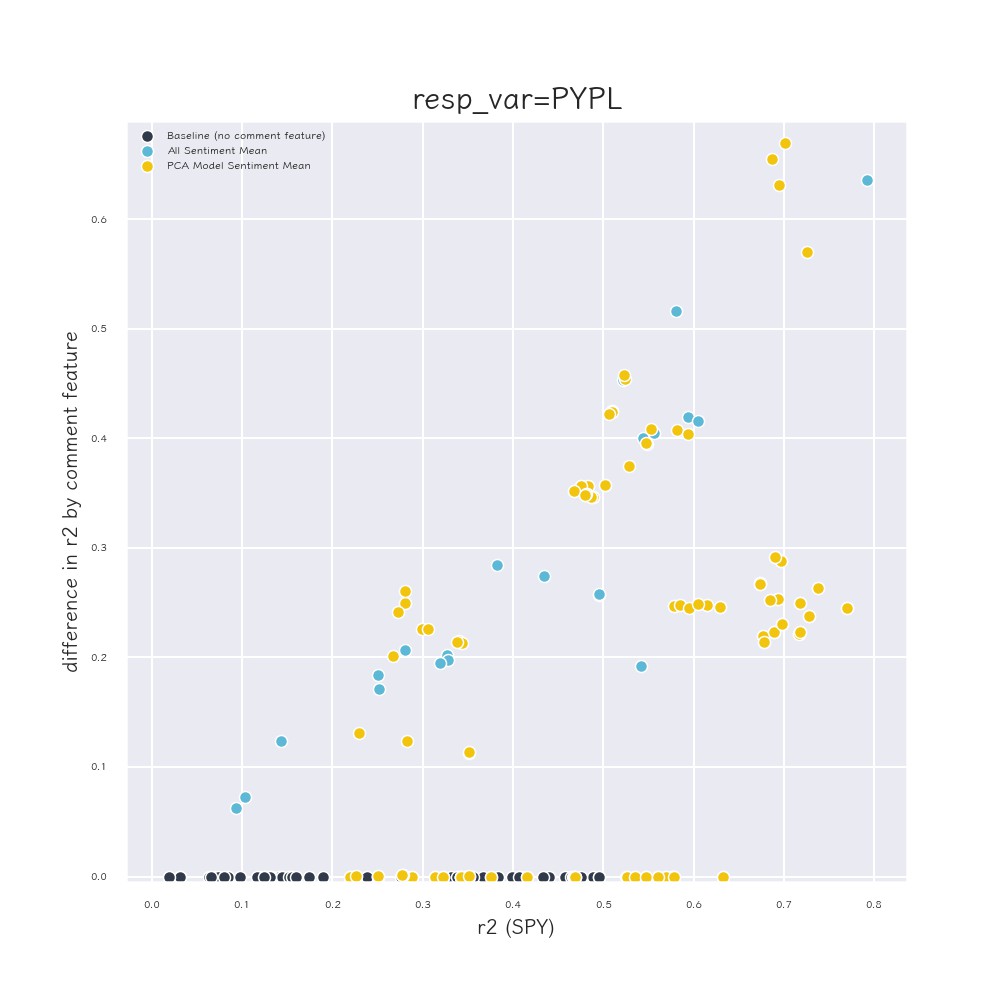 resp_var=PYPL
Baseline (no comment feature)
All Sentiment Mean
PCA Model Sentiment Mean
difference in r2 by comment feature
0.6
0.5
0.4
0.3
0.2
0.1
0.0
0.0 0.1 0.2 0.3 0.4 0.5 0.6 0.7 0.8
r2 (SPY)